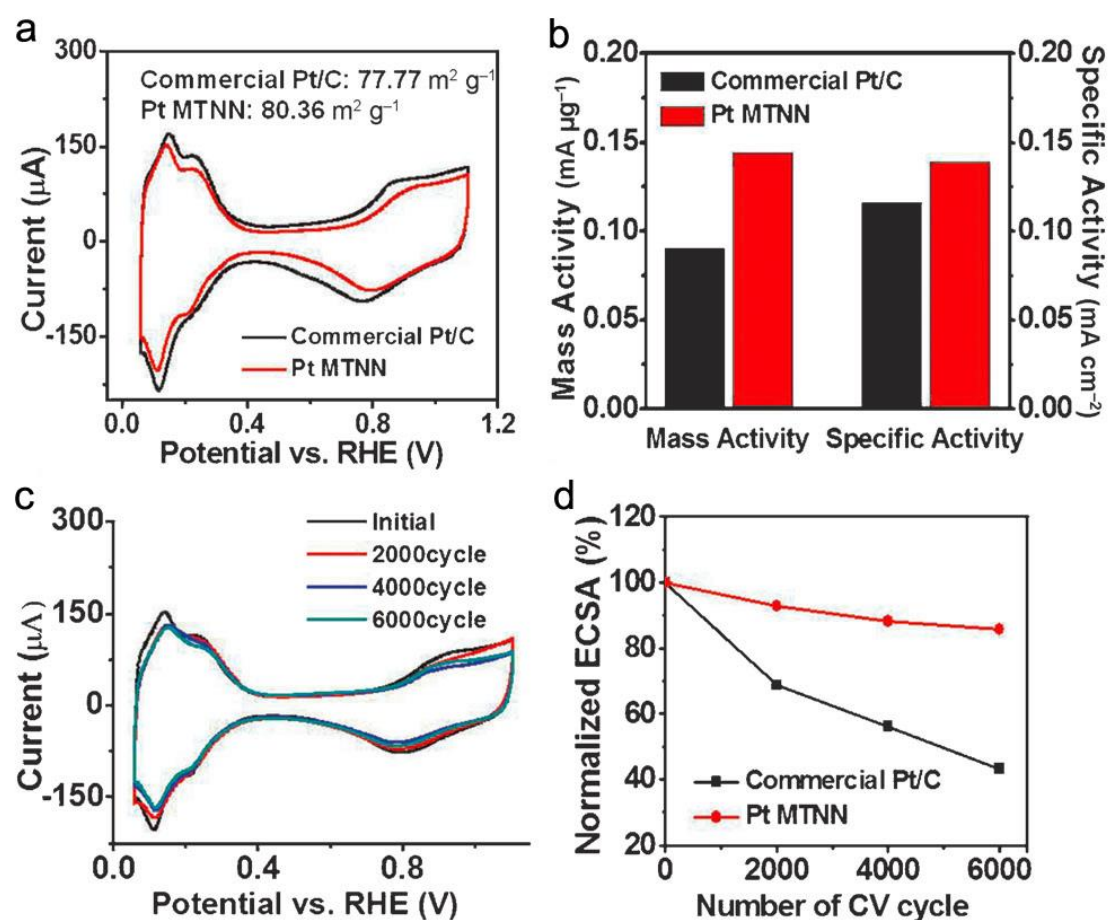 a
300
150
0
-150
Current (μA)
Commercial Pt/C: 77.77 m² g⁻¹
Pt MTNN: 80.36 m² g⁻¹
Commercial Pt/C
Pt MTNN
0.0 0.4 0.8 1.2
Potential vs. RHE (V)
b
0.20
0.15
0.10
0.05
0.00
Mass Activity (mA μg⁻¹)
Commercial Pt/C
Pt MTNN
0.20
0.15
0.10
0.05
0.00
Specific Activity (mA cm⁻²)
Mass Activity Specific Activity
c
300
150
0
-150
Current (μA)
Initial
2000cycle
4000cycle
6000cycle
0.0 0.4 0.8
Potential vs. RHE (V)
d
120
100
80
60
40
20
Normalized ECSA (%)
Commercial Pt/C
Pt MTNN
0 2000 4000 6000
Number of CV cycle